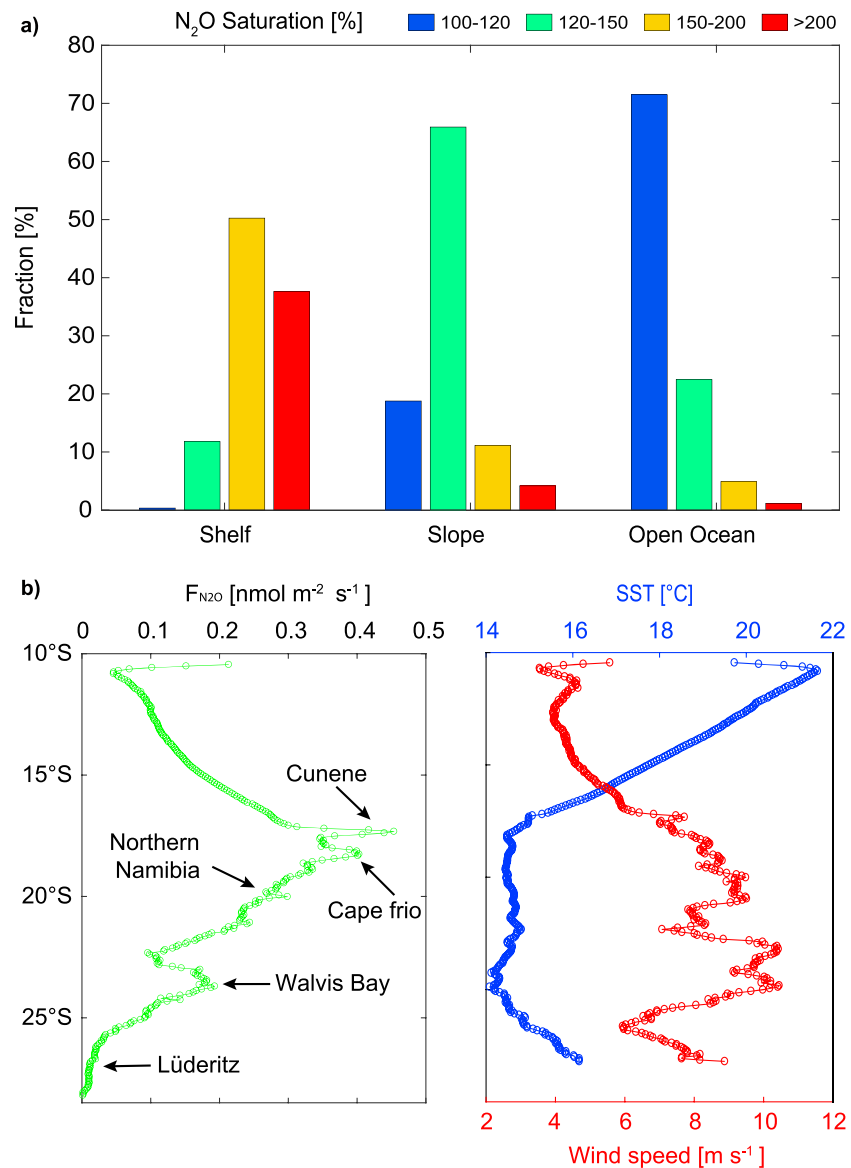 a)
N₂O Saturation [%]
100-120 120-150 150-200 >200
Fraction [%]
80
70
60
50
40
30
20
10
0
Shelf Slope Open Ocean
b)
F_N2O [nmol m⁻² s⁻¹]
0 0.1 0.2 0.3 0.4 0.5
10°S
15°S
20°S
25°S
Cunene
Northern
Namibia
Cape frio
Walvis Bay
Lüderitz
SST [°C]
14 16 18 20 22
2 4 6 8 10 12
Wind speed [m s⁻¹]